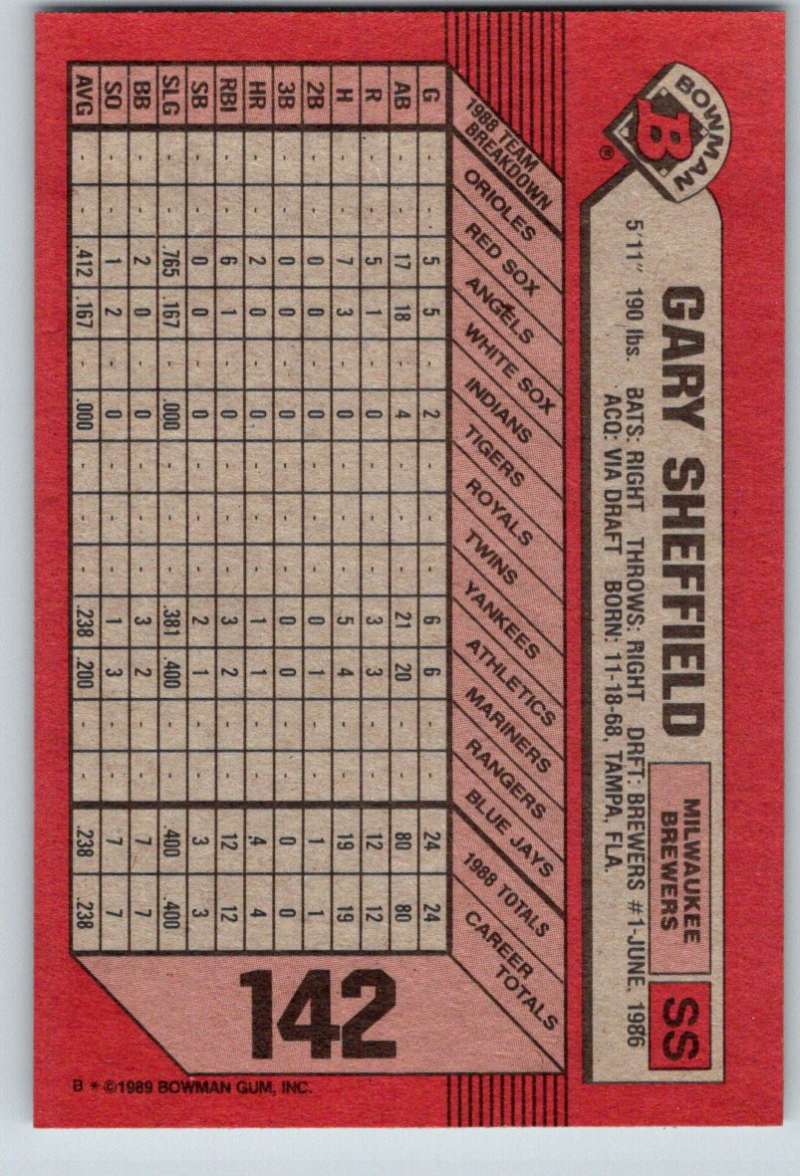 BOWMAN
B
®
GARY SHEFFIELD
MILWAUKEE
BREWERS
SS
5'11" 190 lbs. BATS: RIGHT THROWS: RIGHT DRFT: BREWERS #1-JUNE, 1986
ACQ: VIA DRAFT BORN: 11-18-68, TAMPA, FLA.
1988 TEAM
BREAKDOWN
ORIOLES
RED SOX
ANGELS
WHITE SOX
INDIANS
TIGERS
ROYALS
TWINS
YANKEES
ATHLETICS
MARINERS
RANGERS
BLUE JAYS
1988 TOTALS
CAREER
TOTALS
G - - 5 5 - 2 - - - 6 6 - - 24 24
AB - - 17 18 - 4 - - - 21 20 - - 80 80
R - - 5 1 - 0 - - - 3 3 - - 12 12
H - - 7 3 - 0 - - - 5 4 - - 19 19
2B - - 0 0 - 0 - - - 0 1 - - 1 1
3B - - 0 0 - 0 - - - 0 0 - - 0 0
HR - - 2 0 - 0 - - - 1 1 - - 4 4
RBI - - 6 1 - 0 - - - 3 2 - - 12 12
SB - - 0 0 - 0 - - - 2 1 - - 3 3
SLG - - .765 .167 - .000 - - - .381 .400 - - .400 .400
BB - - 2 0 - 0 - - - 3 2 - - 7 7
SO - - 1 2 - 0 - - - 1 3 - - 7 7
AVG - - .412 .167 - .000 - - - .238 .200 - - .238 .238
142
B * ©1989 BOWMAN GUM, INC.